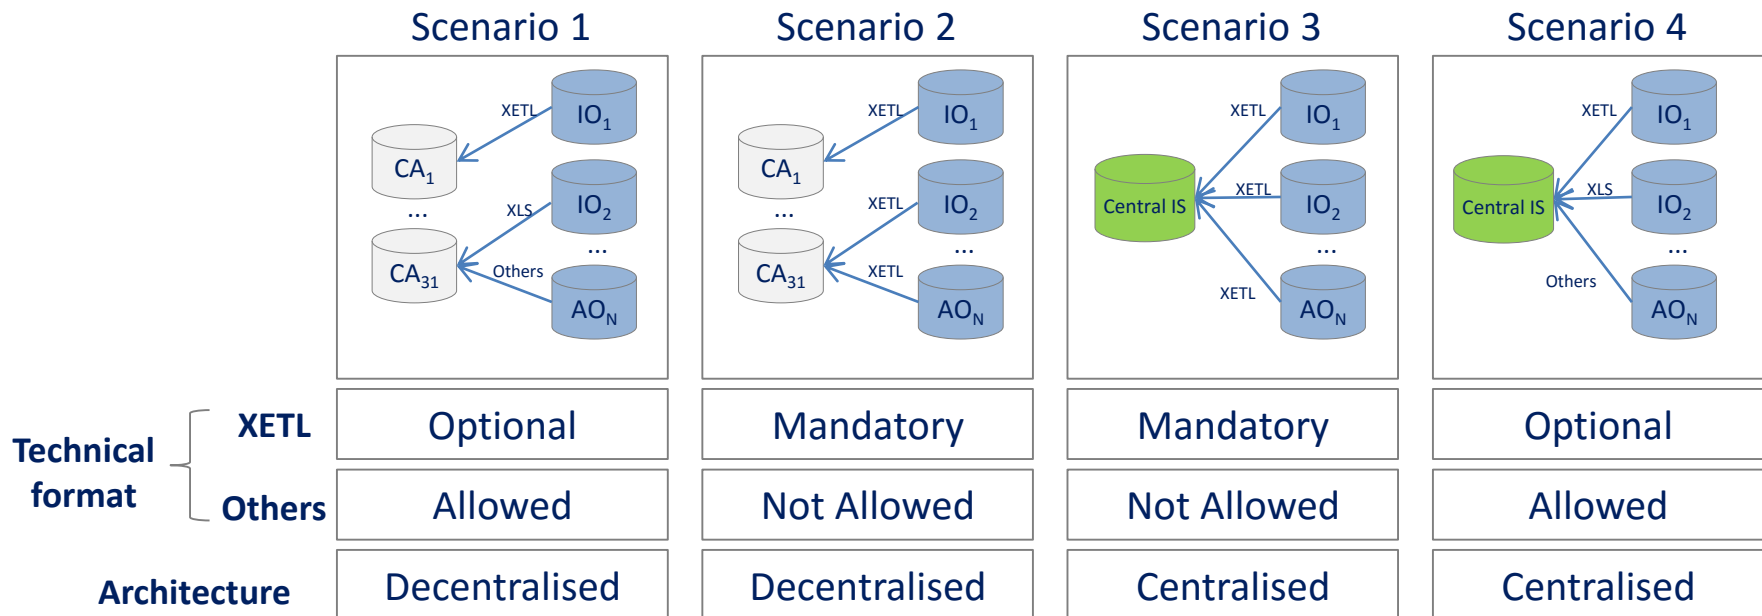 Scenario 1
Scenario 2
Scenario 3
Scenario 4
XETL
IO1
CA1
...
XLS
IO2
...
CA31
Others
AON
XETL
IO1
CA1
...
XETL
IO2
...
CA31
XETL
AON
XETL
IO1
Central IS
XETL
IO2
...
XETL
AON
XETL
IO1
Central IS
XLS
IO2
...
Others
AON
Technical
format
XETL
Optional
Mandatory
Mandatory
Optional
Others
Allowed
Not Allowed
Not Allowed
Allowed
Architecture
Decentralised
Decentralised
Centralised
Centralised